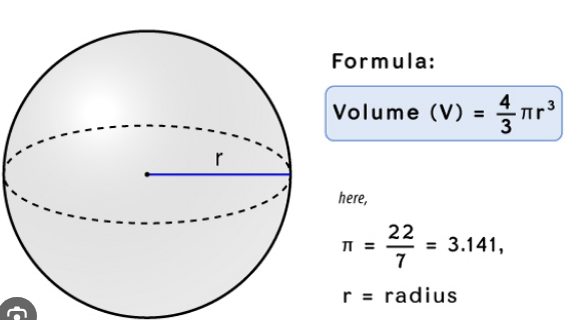 r
Formula:
Volume (V) = 4/3 πr³
here,
π = 22/7 = 3.141,
r = radius